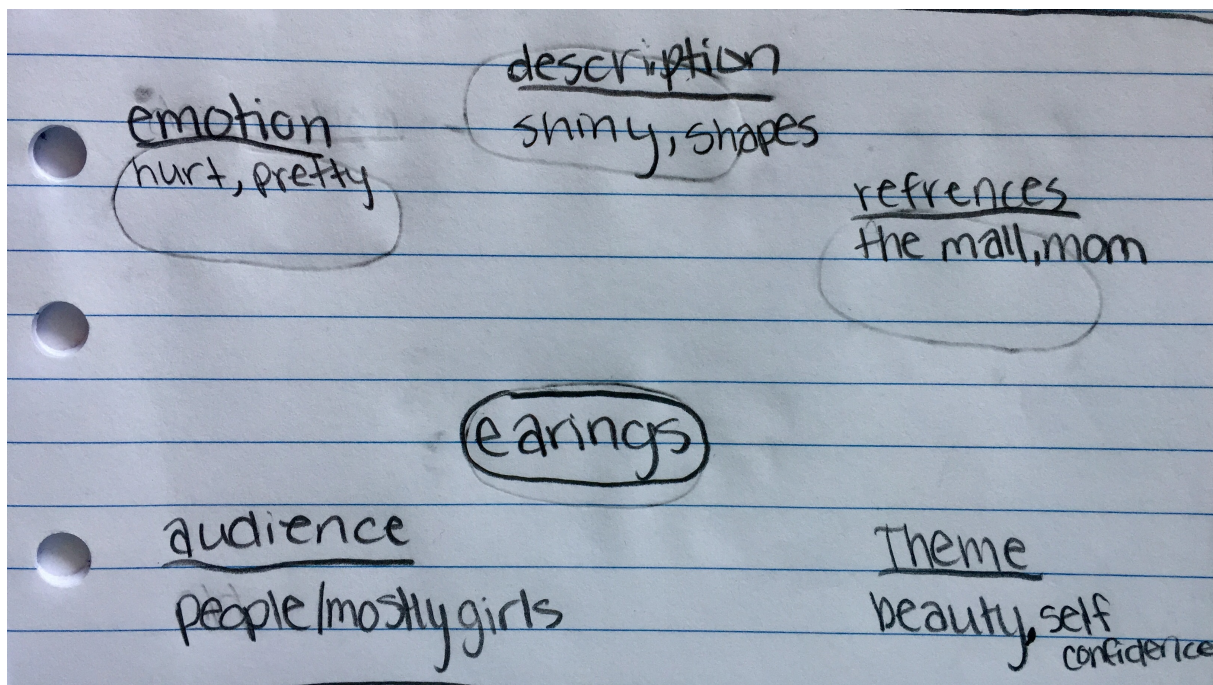 description
shiny, shapes
emotion
hurt, pretty
refrences
the mall, mom
earings
audience
people/mostly girls
Theme
beauty, self
confidence